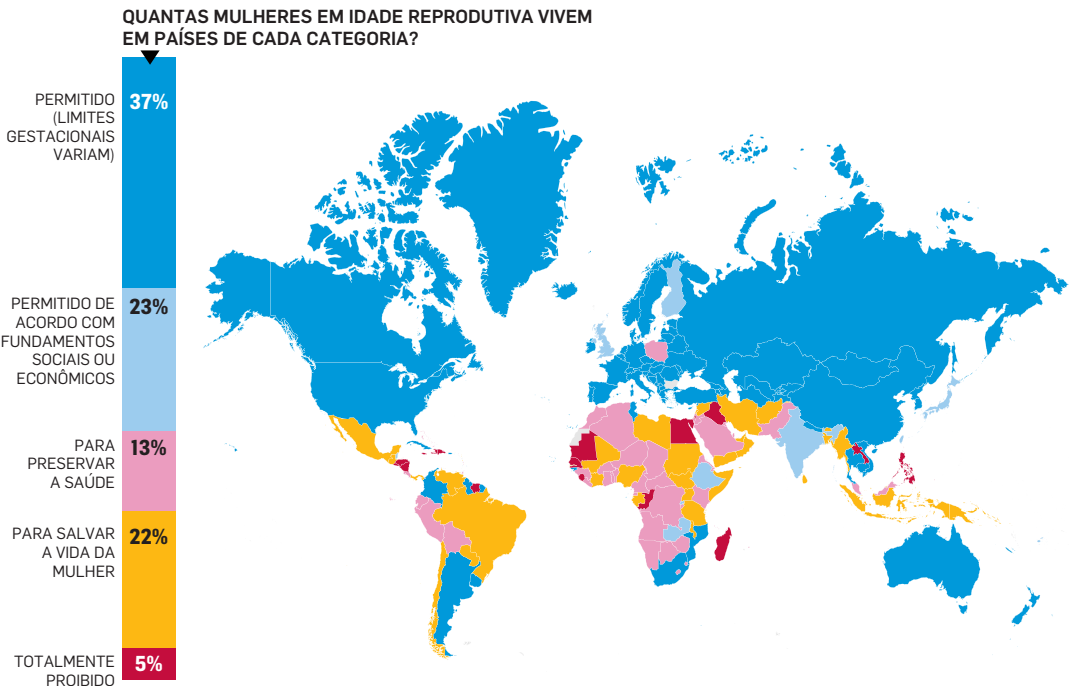 QUANTAS MULHERES EM IDADE REPRODUTIVA VIVEM
EM PAÍSES DE CADA CATEGORIA?
PERMITIDO
(LIMITES
GESTACIONAIS
VARIAM)
37%
PERMITIDO DE
ACORDO COM
FUNDAMENTOS
SOCIAIS OU
ECONÔMICOS
23%
PARA
PRESERVAR
A SAÚDE
13%
PARA SALVAR
A VIDA DA
MULHER
22%
TOTALMENTE
PROIBIDO
5%